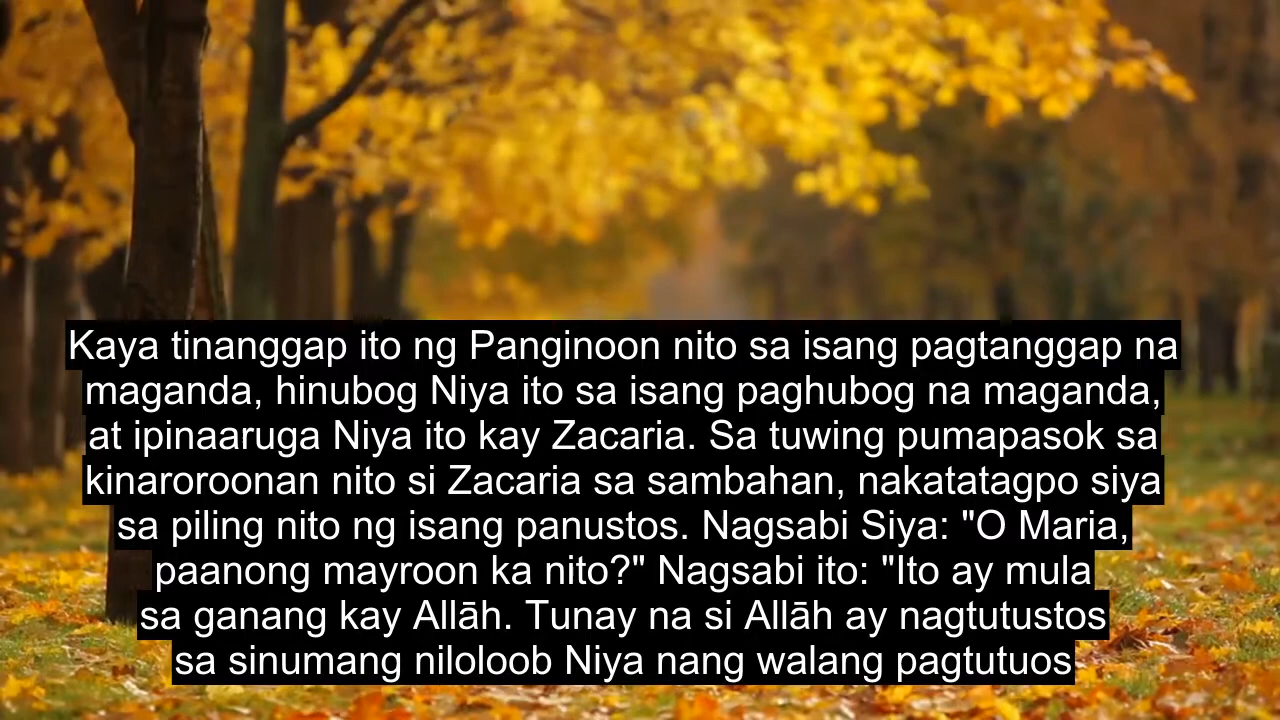 Kaya tinanggap ito ng Panginoon nito sa isang pagtanggap na
maganda, hinubog Niya ito sa isang paghubog na maganda,
at ipinaaruga Niya ito kay Zacaria. Sa tuwing pumapasok sa
kinaroroonan nito si Zacaria sa sambahan, nakatatagpo siya
sa piling nito ng isang panustos. Nagsabi Siya: "O Maria,
paanong mayroon ka nito?" Nagsabi ito: "Ito ay mula
sa ganang kay Allāh. Tunay na si Allāh ay nagtutustos
sa sinumang niloloob Niya nang walang pagtutuos